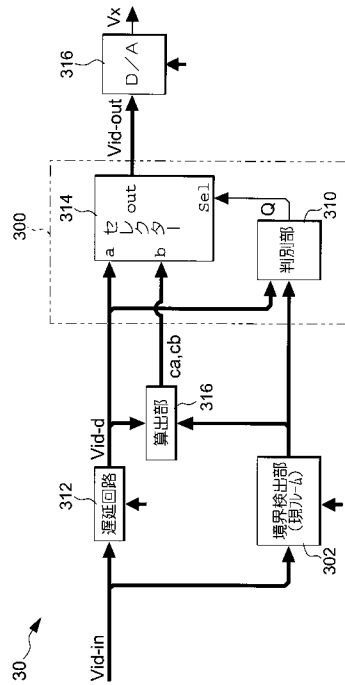 30
Vid-in
312
遅延回路
Vid-d
境界検出部
(現フレーム)
302
算出部
316
ca,cb
300
314
a
セレクター
b
out
Sel
Q
判別部
310
Vid-out
316
D/A
Vx